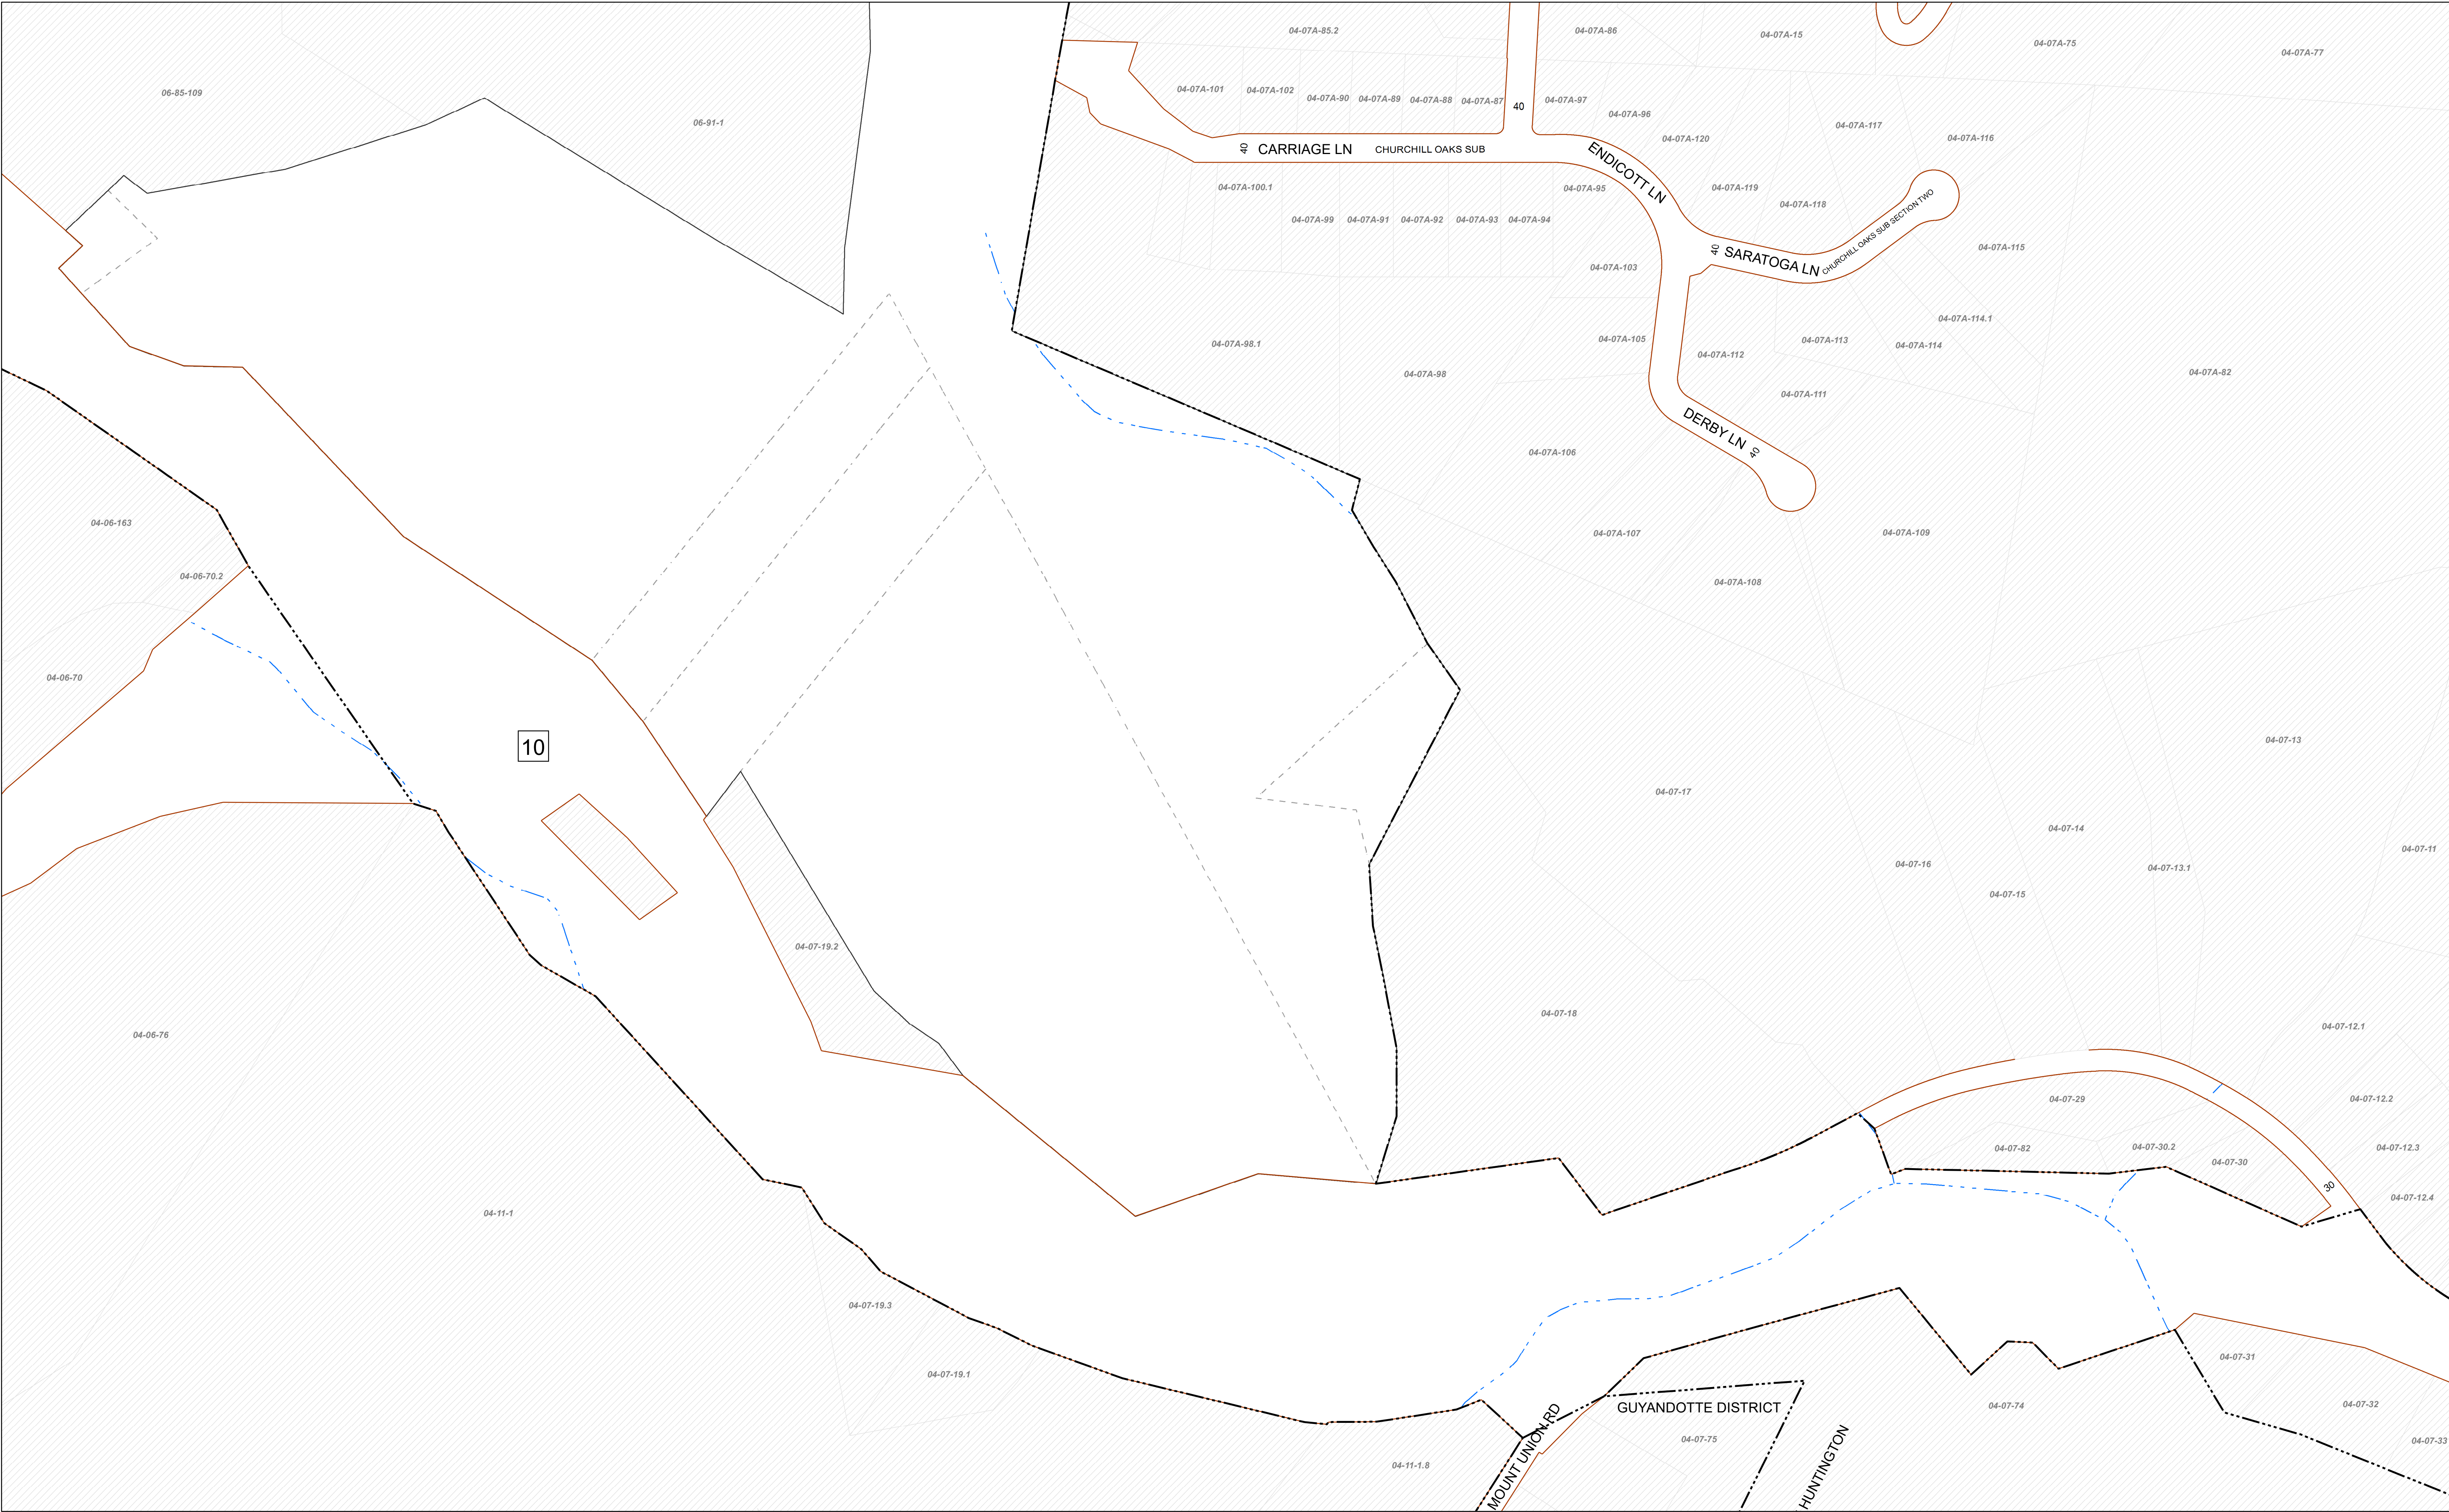 04-07A-85.2
04-07A-86
04-07A-15
04-07A-75
04-07A-77
06-85-109
06-91-1
04-07A-101
04-07A-102
04-07A-90
04-07A-89
04-07A-88
04-07A-87
40
04-07A-97
04-07A-96
04-07A-120
04-07A-117
04-07A-116
40
CARRIAGE LN
CHURCHILL OAKS SUB
ENDICOTT LN
04-07A-100.1
04-07A-95
04-07A-119
04-07A-118
04-07A-99
04-07A-91
04-07A-92
04-07A-93
04-07A-94
40
SARATOGA LN
CHURCHILL OAKS SUB SECTION TWO
04-07A-115
04-07A-103
04-07A-114.1
04-07A-98.1
04-07A-105
04-07A-112
04-07A-113
04-07A-114
04-07A-98
04-07A-82
04-07A-111
DERBY LN
40
04-07A-106
04-06-163
04-07A-107
04-07A-109
04-06-70.2
04-07A-108
04-06-70
10
04-07-13
04-07-17
04-07-14
04-07-11
04-07-16
04-07-13.1
04-07-15
04-07-19.2
04-07-18
04-06-76
04-07-12.1
04-07-29
04-07-12.2
04-07-82
04-07-30.2
04-07-30
04-07-12.3
30
04-07-12.4
04-11-1
04-07-19.3
04-07-19.1
04-07-31
04-07-32
04-07-74
GUYANDOTTE DISTRICT
MOUNT UNION RD
04-07-75
04-07-33
04-11-1.8
HUNTINGTON